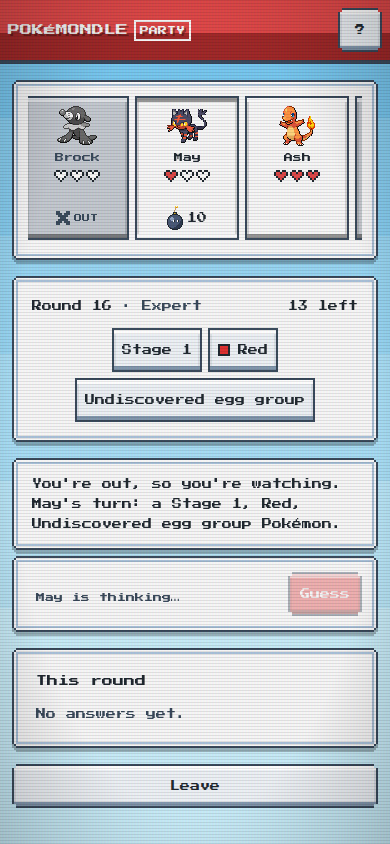 POKéMONDLE PARTY ?
Brock May Ash
OUT 10
Round 16 · Expert 13 left
Stage 1 Red
Undiscovered egg group
You're out, so you're watching.
May's turn: a Stage 1, Red,
Undiscovered egg group Pokémon.
May is thinking… Guess
This round
No answers yet.
Leave